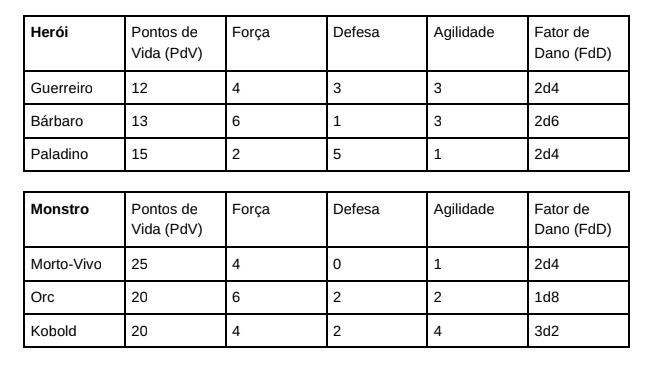 Herói Pontos de Vida (PdV) Força Defesa Agilidade Fator de Dano (FdD)
Guerreiro 12 4 3 3 2d4
Bárbaro 13 6 1 3 2d6
Paladino 15 2 5 1 2d4
Monstro Pontos de Vida (PdV) Força Defesa Agilidade Fator de Dano (FdD)
Morto-Vivo 25 4 0 1 2d4
Orc 20 6 2 2 1d8
Kobold 20 4 2 4 3d2